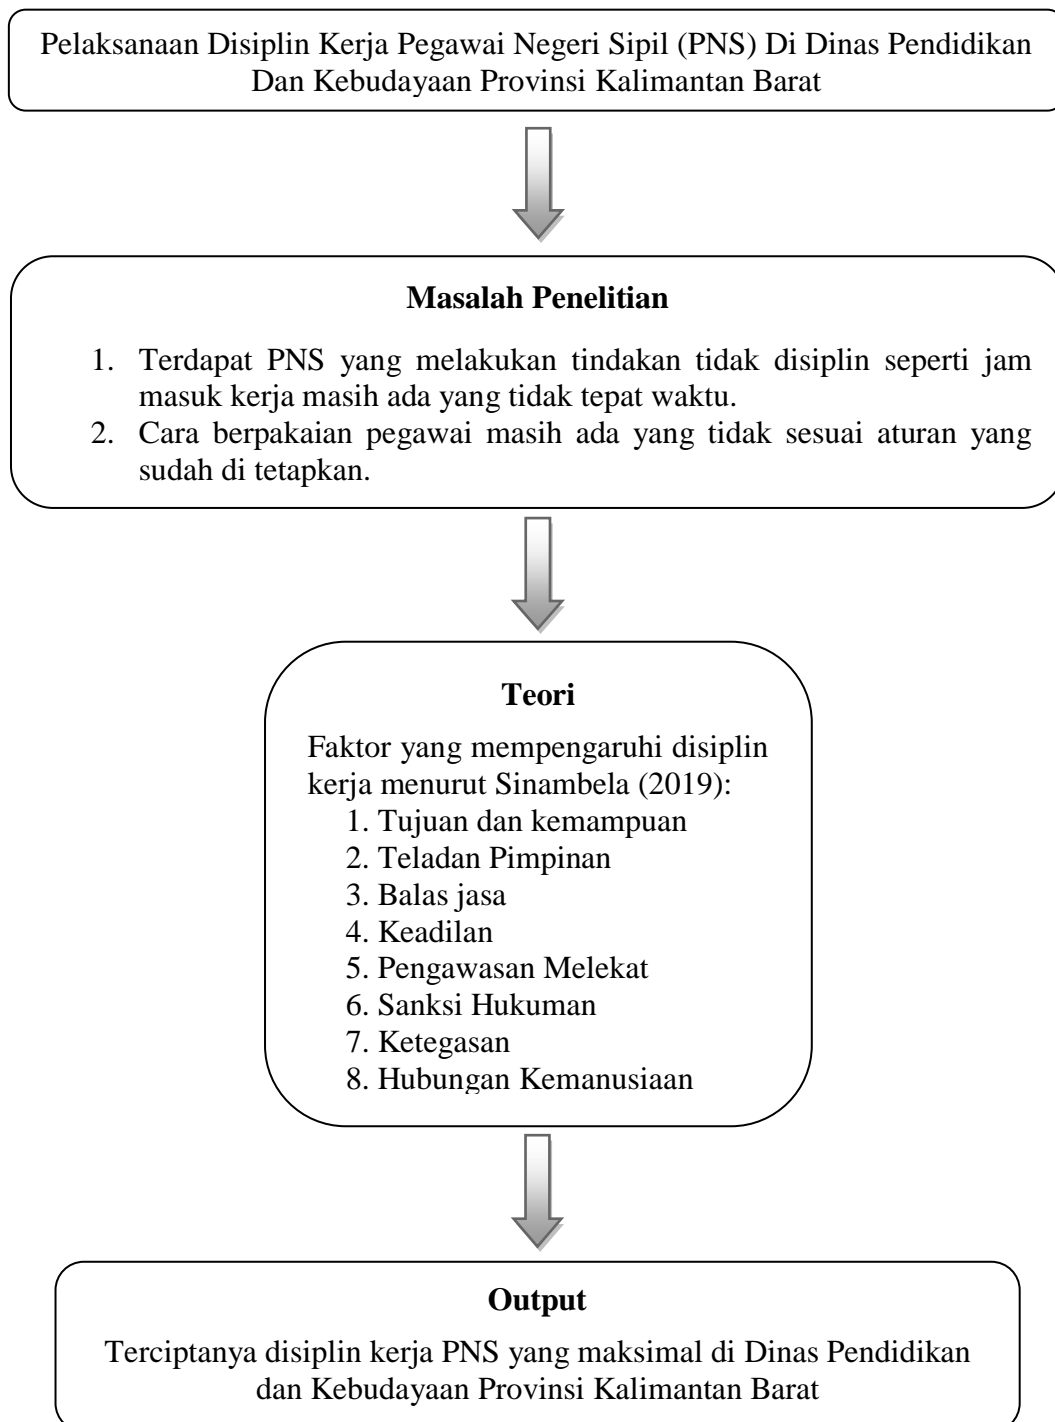 Pelaksanaan Disiplin Kerja Pegawai Negeri Sipil (PNS) Di Dinas Pendidikan
Dan Kebudayaan Provinsi Kalimantan Barat
Masalah Penelitian
1. Terdapat PNS yang melakukan tindakan tidak disiplin seperti jam
masuk kerja masih ada yang tidak tepat waktu.
2. Cara berpakaian pegawai masih ada yang tidak sesuai aturan yang
sudah di tetapkan.
Teori
Faktor yang mempengaruhi disiplin
kerja menurut Sinambela (2019):
1. Tujuan dan kemampuan
2. Teladan Pimpinan
3. Balas jasa
4. Keadilan
5. Pengawasan Melekat
6. Sanksi Hukuman
7. Ketegasan
8. Hubungan Kemanusiaan
Output
Terciptanya disiplin kerja PNS yang maksimal di Dinas Pendidikan
dan Kebudayaan Provinsi Kalimantan Barat